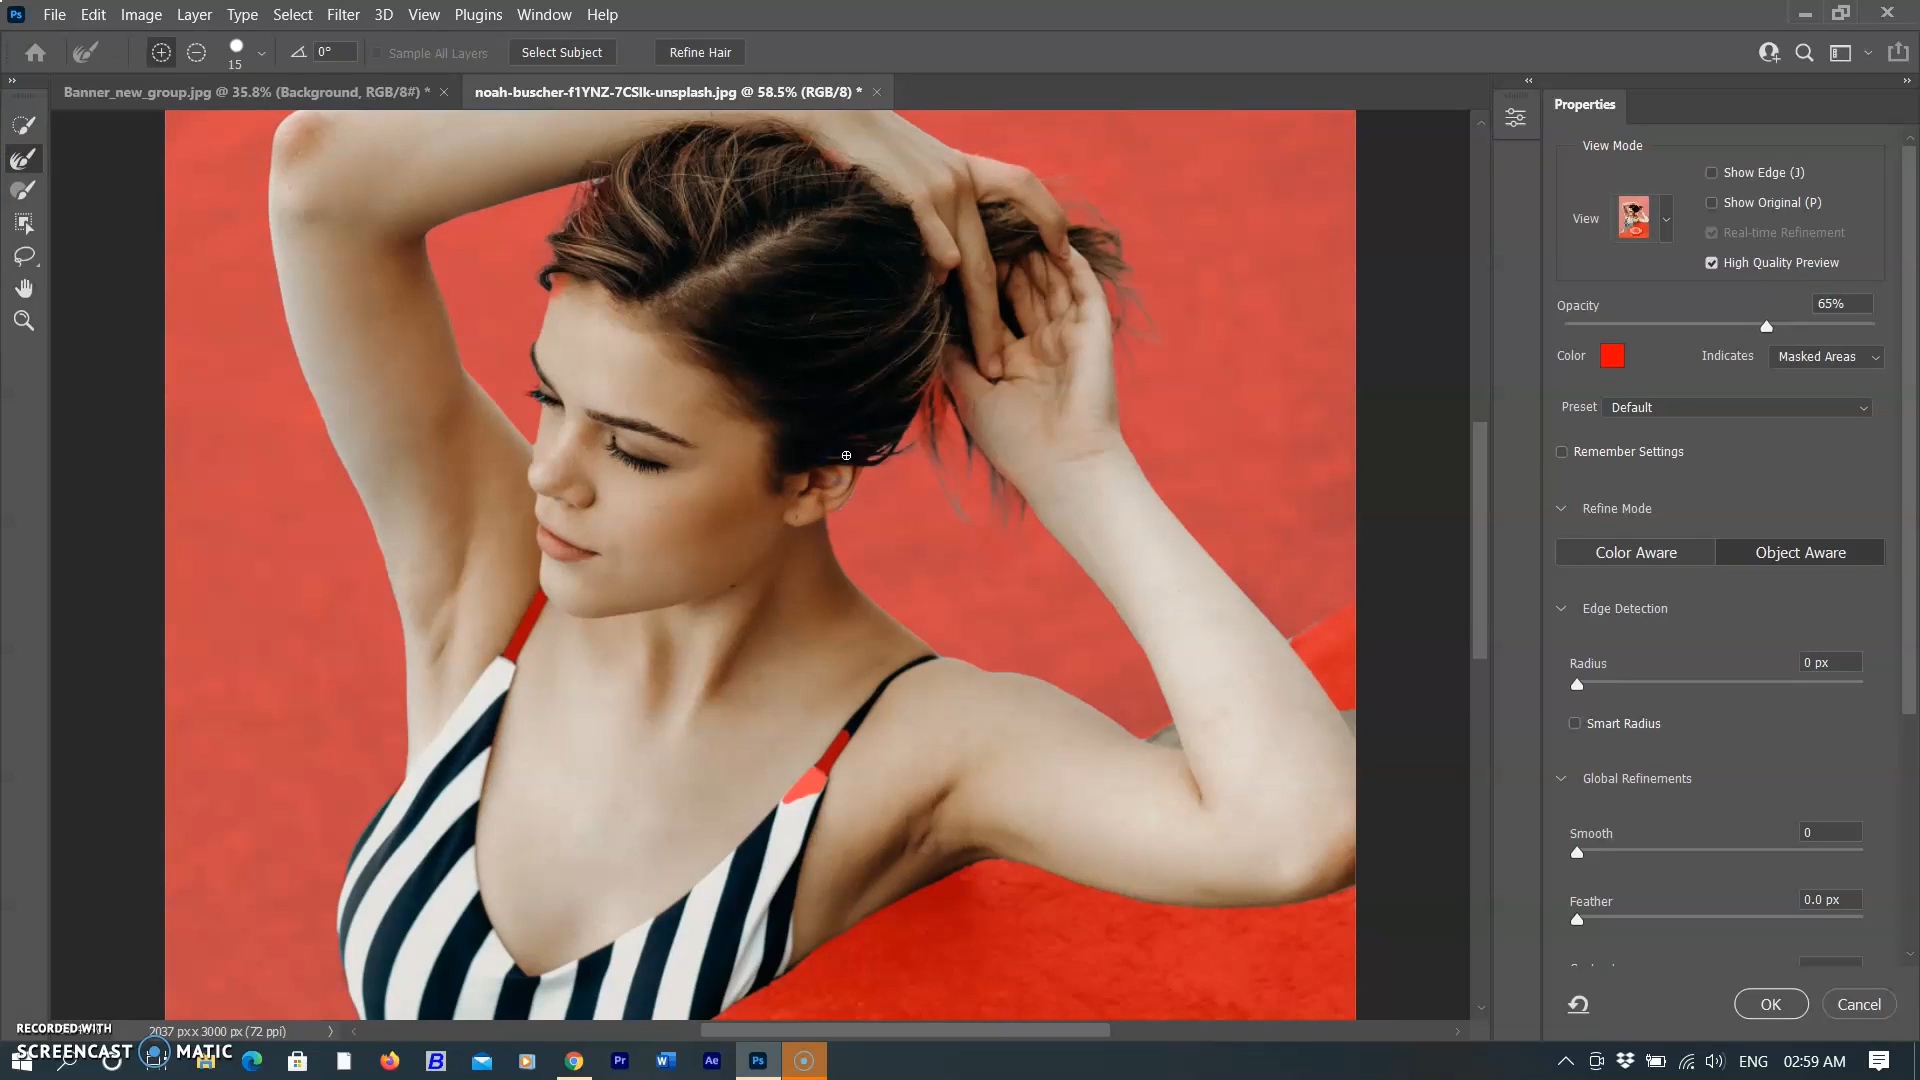 Ps File Edit Image Layer Type Select Filter 3D View Plugins Window Help
15 0° Sample All Layers Select Subject Refine Hair
Banner_new_group.jpg @ 35.8% (Background, RGB/8#) * noah-buscher-f1YNZ-7CSlk-unsplash.jpg @ 58.5% (RGB/8) *
Properties
View Mode
Show Edge (J)
View Show Original (P)
Real-time Refinement
High Quality Preview
Opacity 65%
Color Indicates Masked Areas
Preset Default
Remember Settings
Refine Mode
Color Aware Object Aware
Edge Detection
Radius 0 px
Smart Radius
Global Refinements
Smooth 0
Feather 0.0 px
OK Cancel
2037 px x 3000 px (72 ppi)
RECORDED WITH
SCREENCAST MATIC
B Pr W Ae Ps ENG 02:59 AM